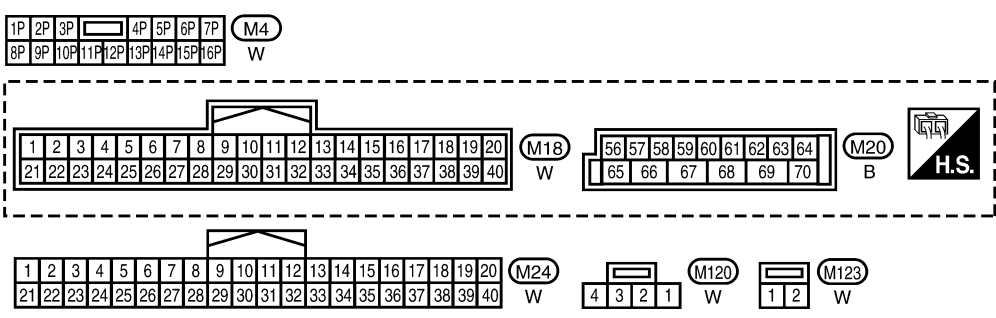 1P 2P 3P 4P 5P 6P 7P M4
8P 9P 10P 11P 12P 13P 14P 15P 16P W
1 2 3 4 5 6 7 8 9 10 11 12 13 14 15 16 17 18 19 20 M18
21 22 23 24 25 26 27 28 29 30 31 32 33 34 35 36 37 38 39 40 W
56 57 58 59 60 61 62 63 64 M20
65 66 67 68 69 70 B
H.S.
1 2 3 4 5 6 7 8 9 10 11 12 13 14 15 16 17 18 19 20 M24
21 22 23 24 25 26 27 28 29 30 31 32 33 34 35 36 37 38 39 40 W
M120
4 3 2 1 W
M123
1 2 W